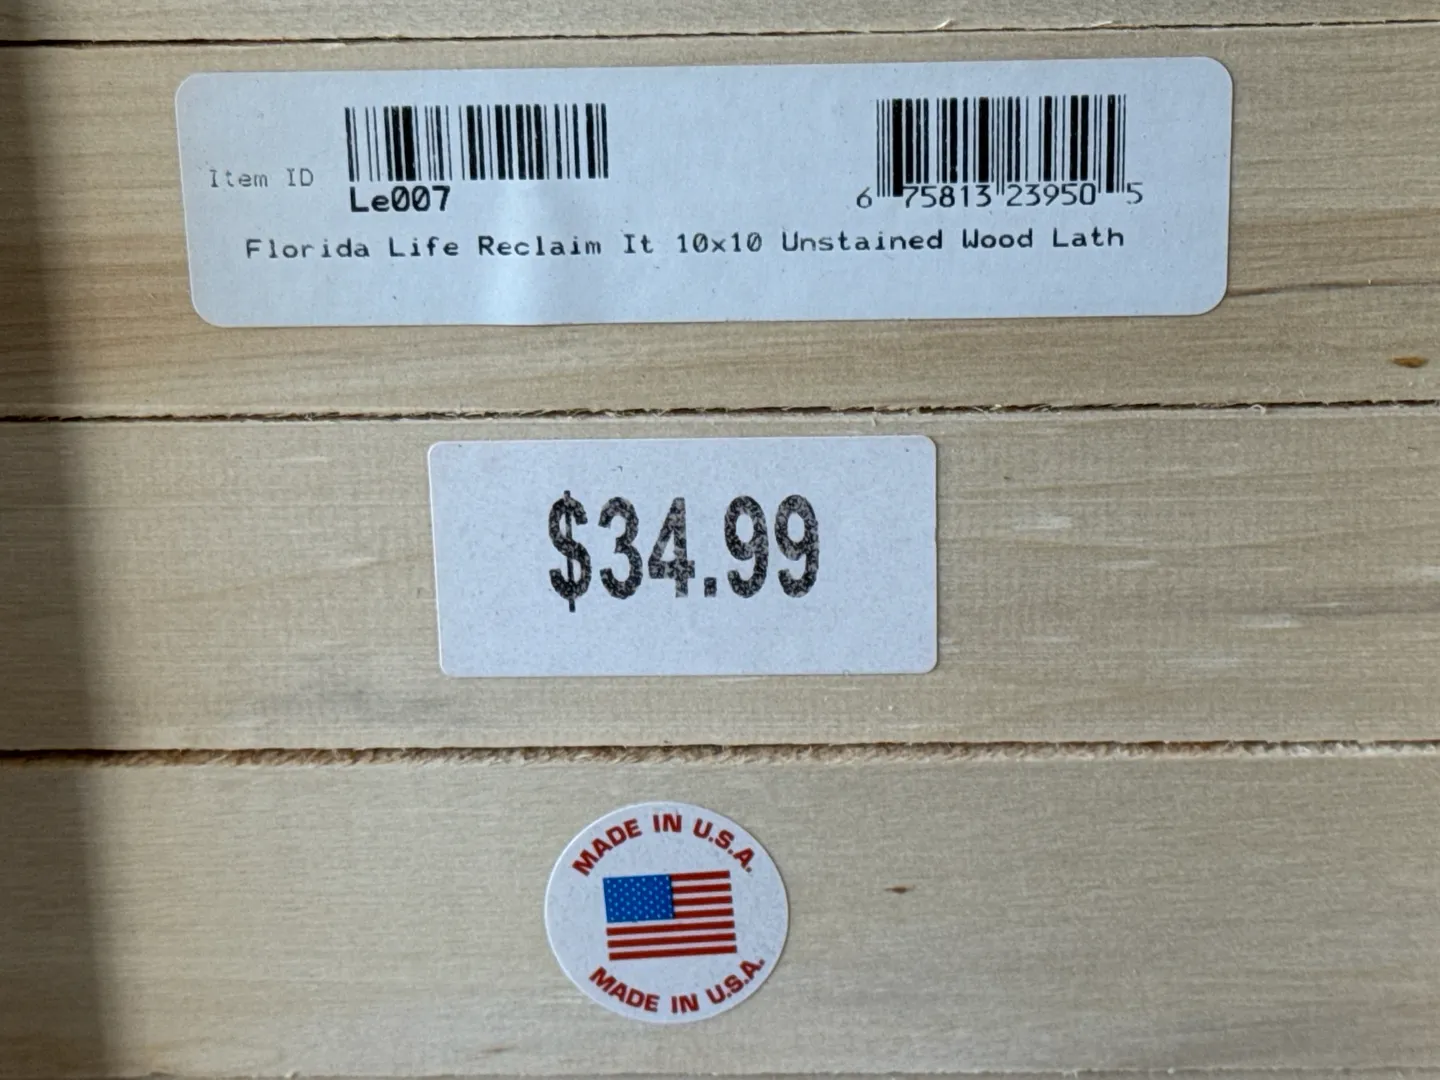 Item ID
Le007
6 75813 23950 5
Florida Life Reclaim It 10x10 Unstained Wood Lath
$34.99
MADE IN U.S.A.
MADE IN U.S.A.